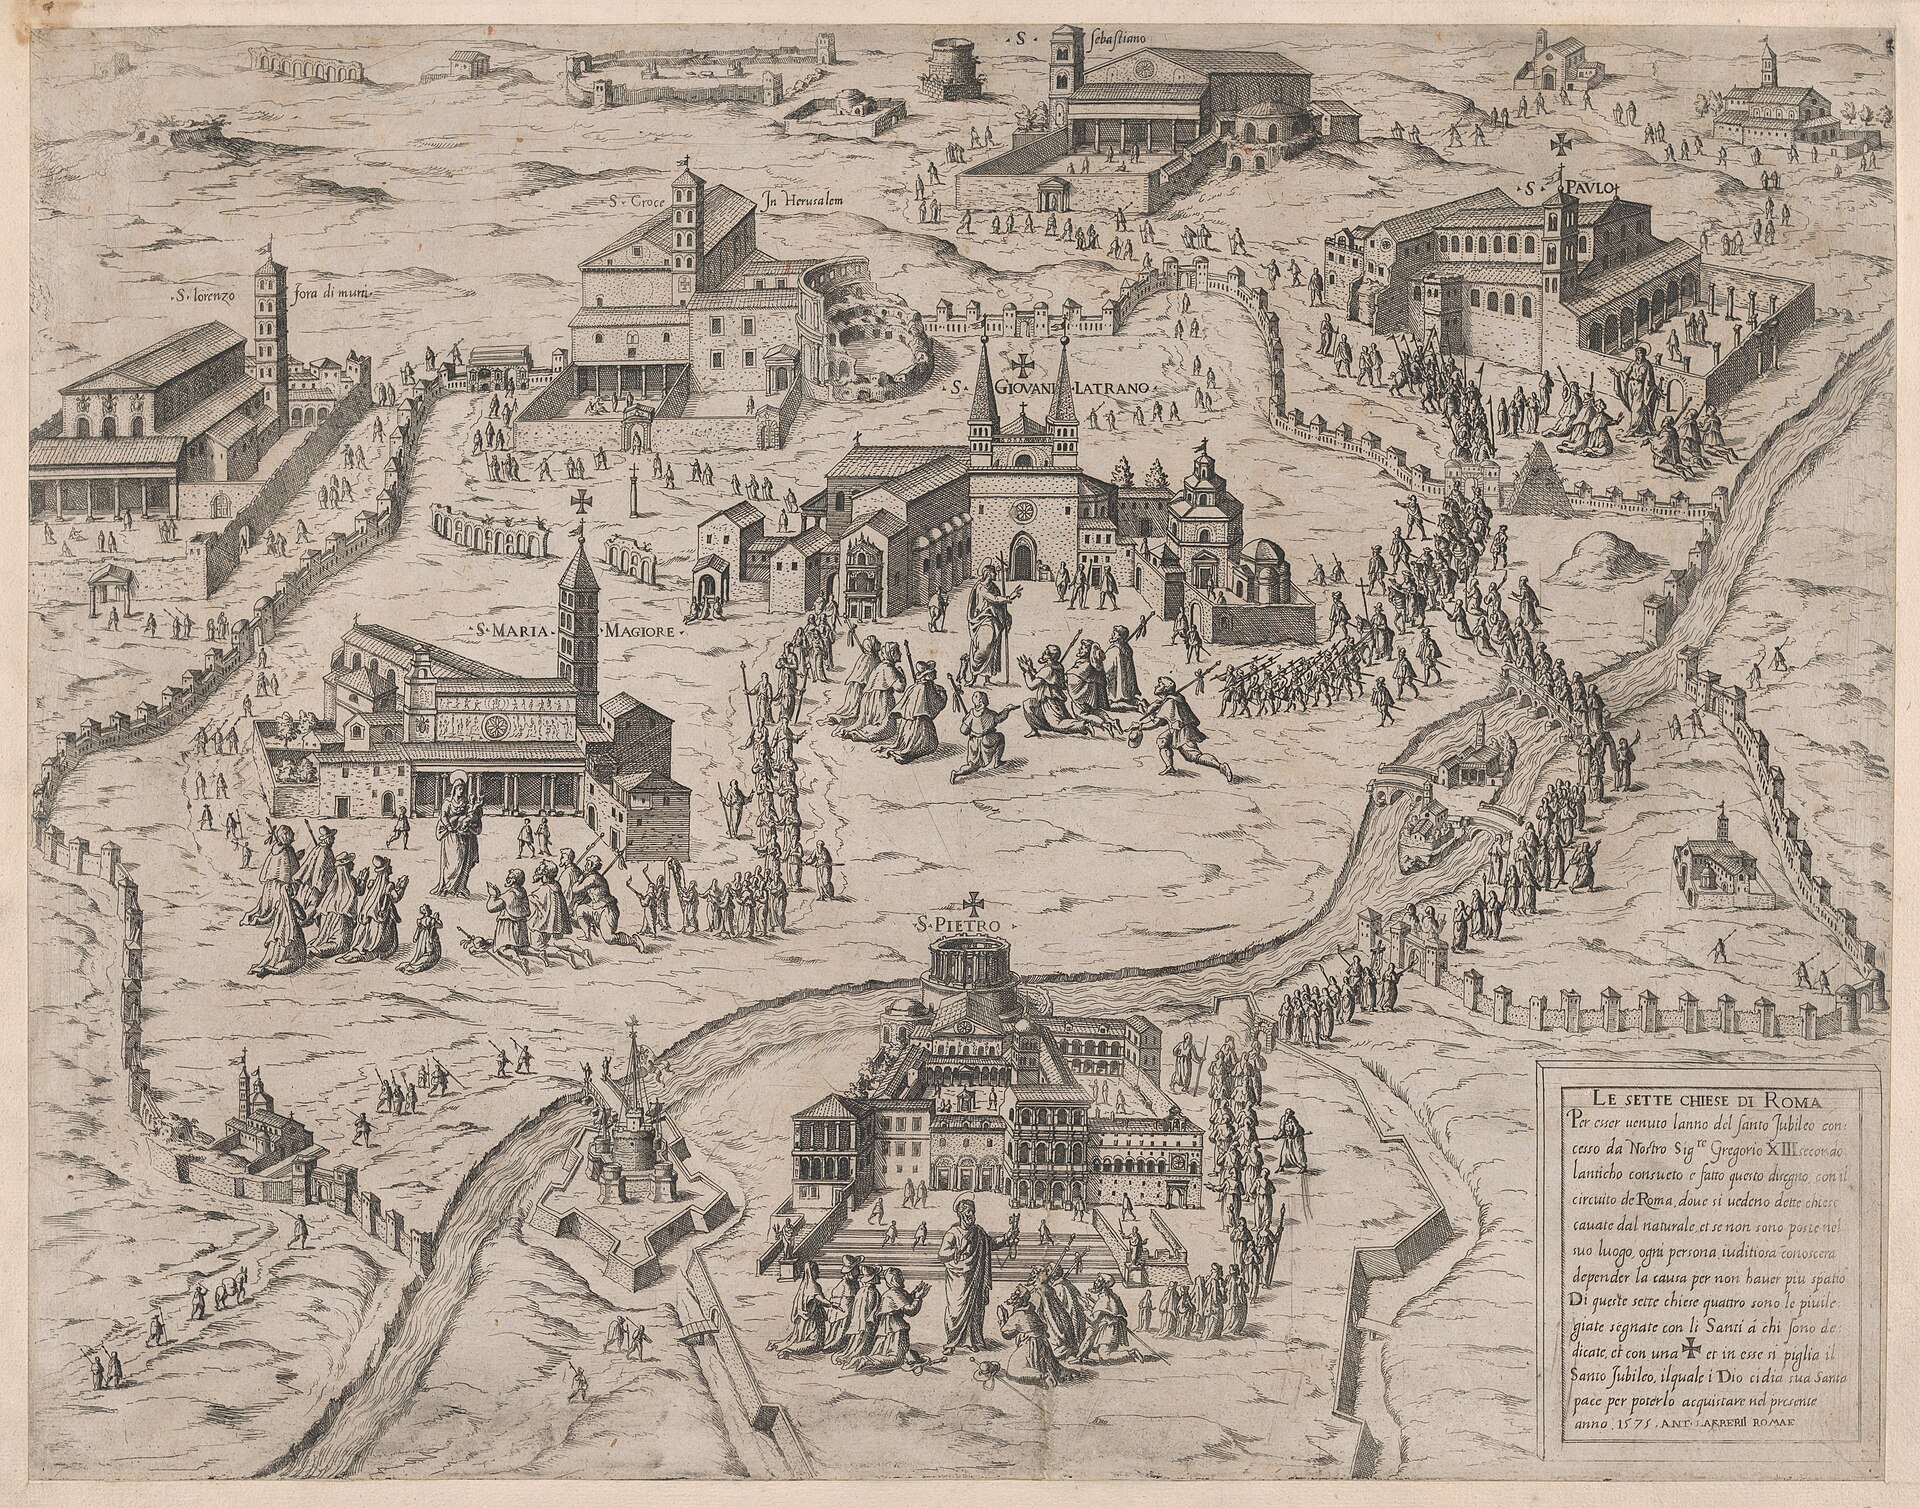 S Sebastiano
S PAVLO
S Croce In Herusalem
S lorenzo fora di muri
S GIOVANI LATRANO
S MARIA MAGIORE
S PIETRO
LE SETTE CHIESE DI ROMA
Per esser uenuto lanno del santo Jubileo con:
cesso da Nostro Sig.re Gregorio XIII secondo
lanticho consueto e fatto questo disegno con il
circuito de Roma, doue si uedeno dette chiese
cauate dal naturale, et se non sono poste nel
suo luogo, ogni persona iuditiosa conoscera
depender la causa per non hauer piu spatio
Di queste sette chiese quattro sono le piuile:
giate segnate con li Santi á chi sono de:
dicate, et con una ✠ et in esse si piglia il
Santo Jubileo, ilquale i Dio ci dia sua Santa
pace per poterlo acquistare nel presente
anno. 1575. ANT. LAFRERII ROMAE